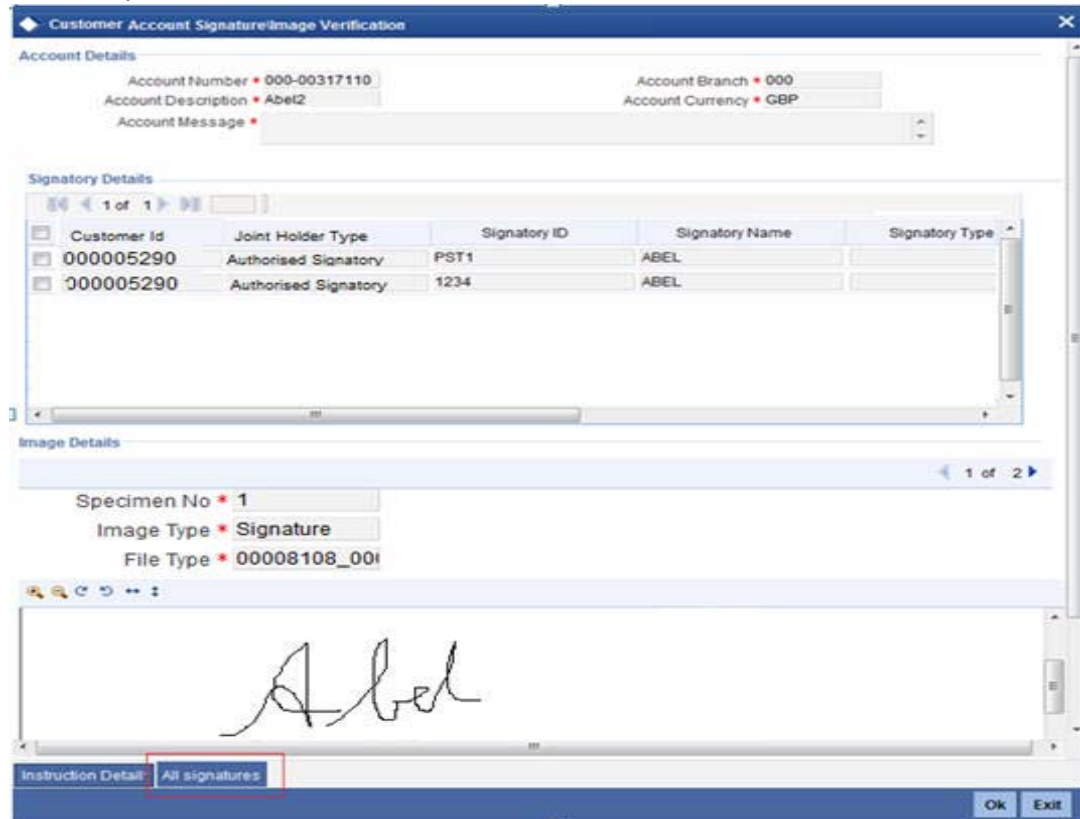 Customer Account Signature\Image Verification
Account Details
Account Number * 000-00317110
Account Branch * 000
Account Description * Abel2
Account Currency * GBP
Account Message *
Signatory Details
1 of 1
Customer Id Joint Holder Type Signatory ID Signatory Name Signatory Type
000005290 Authorised Signatory PST1 ABEL
000005290 Authorised Signatory 1234 ABEL
Image Details
1 of 2
Specimen No * 1
Image Type * Signature
File Type * 00008108_00
Abel
Instruction Detail All signatures
Ok Exit